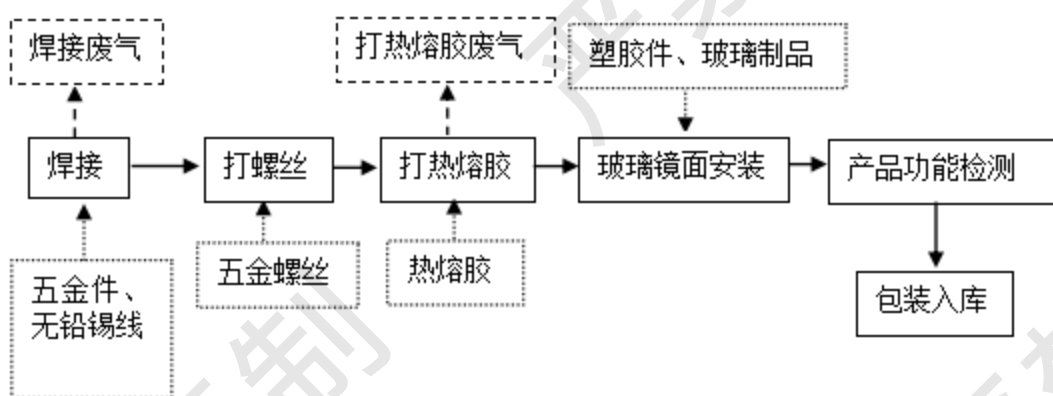 焊接废气
打热熔胶废气
塑胶件、玻璃制品
焊接
打螺丝
打热熔胶
玻璃镜面安装
产品功能检测
五金件、
无铅锡线
五金螺丝
热熔胶
包装入库